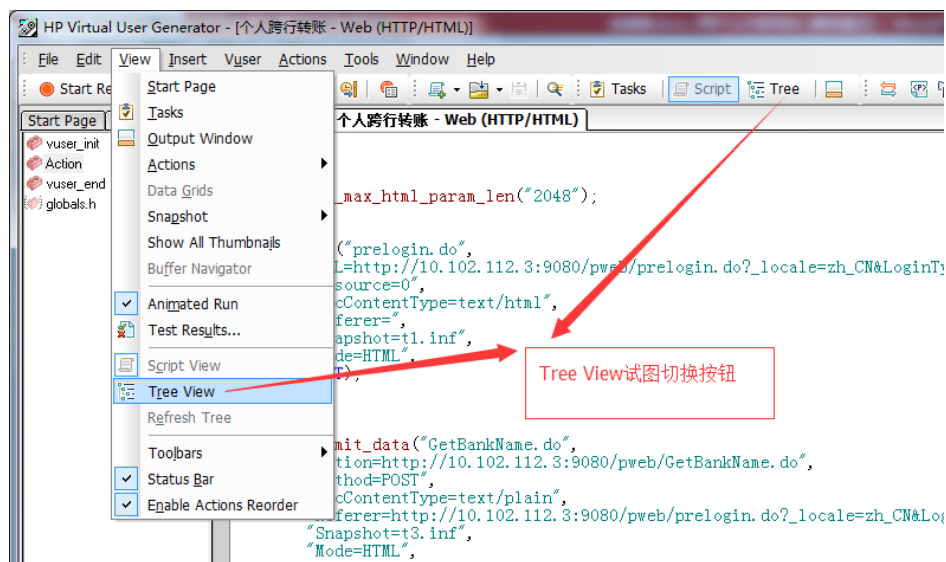 HP Virtual User Generator - [个人跨行转账 - Web (HTTP/HTML)]
File Edit View Insert Vuser Actions Tools Window Help
Start Re Tasks Script Tree
Start Page 个人跨行转账 - Web (HTTP/HTML)
vuser_init
Action
vuser_end
globals.h
Start Page
Tasks
Output Window
Actions
Data Grids
Snapshot
Show All Thumbnails
Buffer Navigator
Animated Run
Test Results...
Script View
Tree View
Refresh Tree
Toolbars
Status Bar
Enable Actions Reorder
_max_html_param_len("2048");
("prelogin.do",
L=http://10.102.112.3:9080/pweb/prelogin.do?_locale=zh_CN&LoginTy
source=0",
cContentType=text/html",
ferer=",
apshot=t1.inf",
de=HTML",
T);
Tree View试图切换按钮
mit_data("GetBankName.do",
tion=http://10.102.112.3:9080/pweb/GetBankName.do",
thod=POST",
cContentType=text/plain",
"Referer=http://10.102.112.3:9080/pweb/prelogin.do?_locale=zh_CN&Log
"Snapshot=t3.inf",
"Mode=HTML",